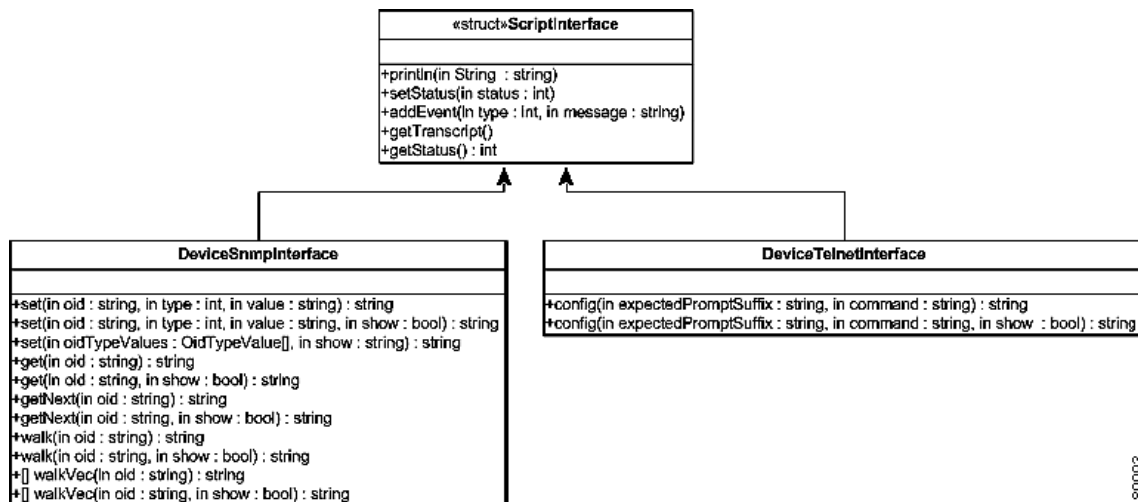 «struct»ScriptInterface
+println(in String : string)
+setStatus(in status : int)
+addEvent(in type : int, in message : string)
+getTranscript()
+getStatus() : int
DeviceSnmpInterface
+set(in oid : string, in type : int, in value : string) : string
+set(in oid : string, in type : int, in value : string, in show : bool) : string
+set(in oidTypeValues : OidTypeValue[], in show : string) : string
+get(in oid : string) : string
+get(in oid : string, in show : bool) : string
+getNext(in oid : string) : string
+getNext(in oid : string, in show : bool) : string
+walk(in oid : string) : string
+walk(in oid : string, in show : bool) : string
+[] walkVec(in oid : string) : string
+[] walkVec(in oid : string, in show : bool) : string
DeviceTelnetInterface
+config(in expectedPromptSuffix : string, in command : string) : string
+config(in expectedPromptSuffix : string, in command : string, in show : bool) : string